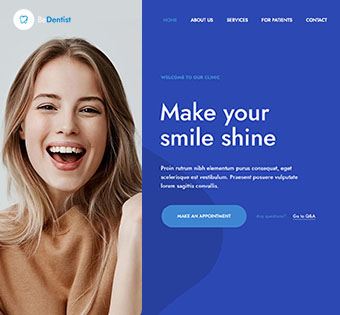 BeDentist
HOME ABOUT US SERVICES FOR PATIENTS CONTACT
WELCOME TO OUR CLINIC
Make your
smile shine
Proin rutrum nibh elementum purus consequat, eget
scelerisque est vestibulum. Praesent posuere vulputate
lorem sagittis convallis.
MAKE AN APPOINTMENT Any questions? Go to Q&A